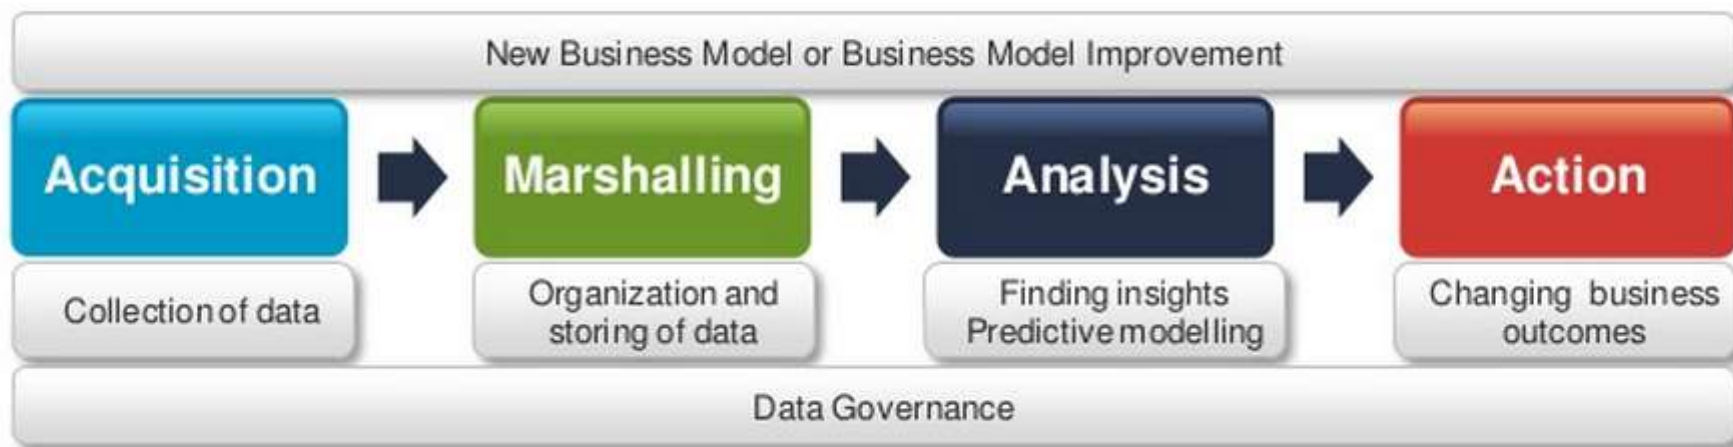 New Business Model or Business Model Improvement
Acquisition
Marshalling
Analysis
Action
Collection of data
Organization and
storing of data
Finding insights
Predictive modelling
Changing business
outcomes
Data Governance